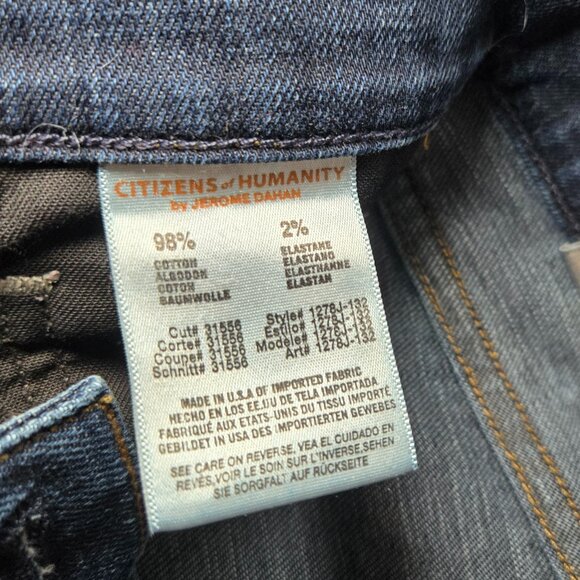 CITIZENS of HUMANITY
by JEROME DAHAN
98% 2%
COTTON ELASTANE
ALGODON ELASTANO
COTON ELASTHANNE
BAUMWOLLE ELASTAN
Cut# 31556 Style# 1278J-132
Corte# 31556 Estilo# 1278J-132
Coupe# 31556 Modele# 1278J-132
Schnitt# 31556 Art# 1278J-132
MADE IN U.S.A OF IMPORTED FABRIC
HECHO EN LOS EE.UU DE TELA IMPORTADA
FABRIQUÉ AUX ETATS-UNIS DU TISSU IMPORTÉ
GEBILDET IN USA DES IMPORTIERTEN GEWEBES
SEE CARE ON REVERSE, VEA EL CUIDADO EN
REVÉS, VOIR LE SOIN SUR L'INVERSE, SEHEN
SIE SORGFALT AUF RÜCKSEITE